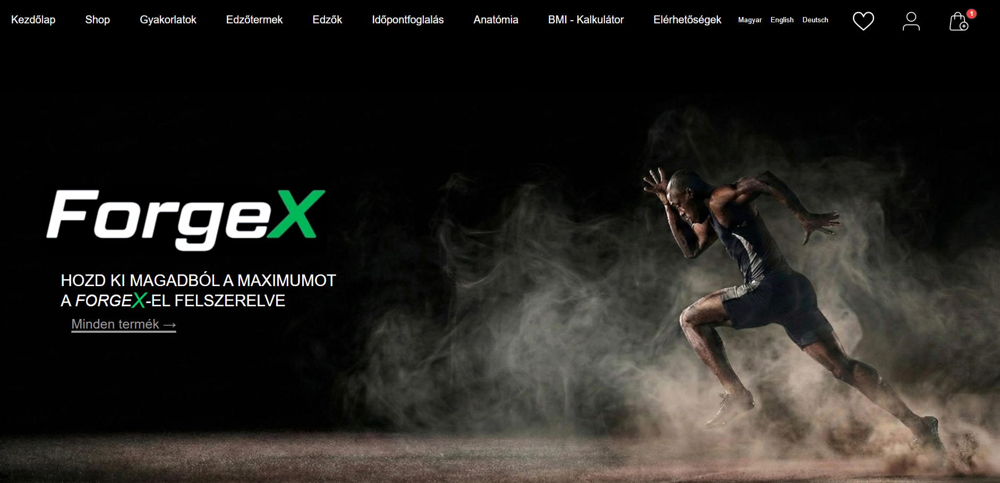 Kezdőlap Shop Gyakorlatok Edzőtermek Edzők Időpontfoglalás Anatómia BMI - Kalkulátor Elérhetőségek Magyar English Deutsch 1
ForgeX
HOZD KI MAGADBÓL A MAXIMUMOT
A FORGEX-EL FELSZERELVE
Minden termék →